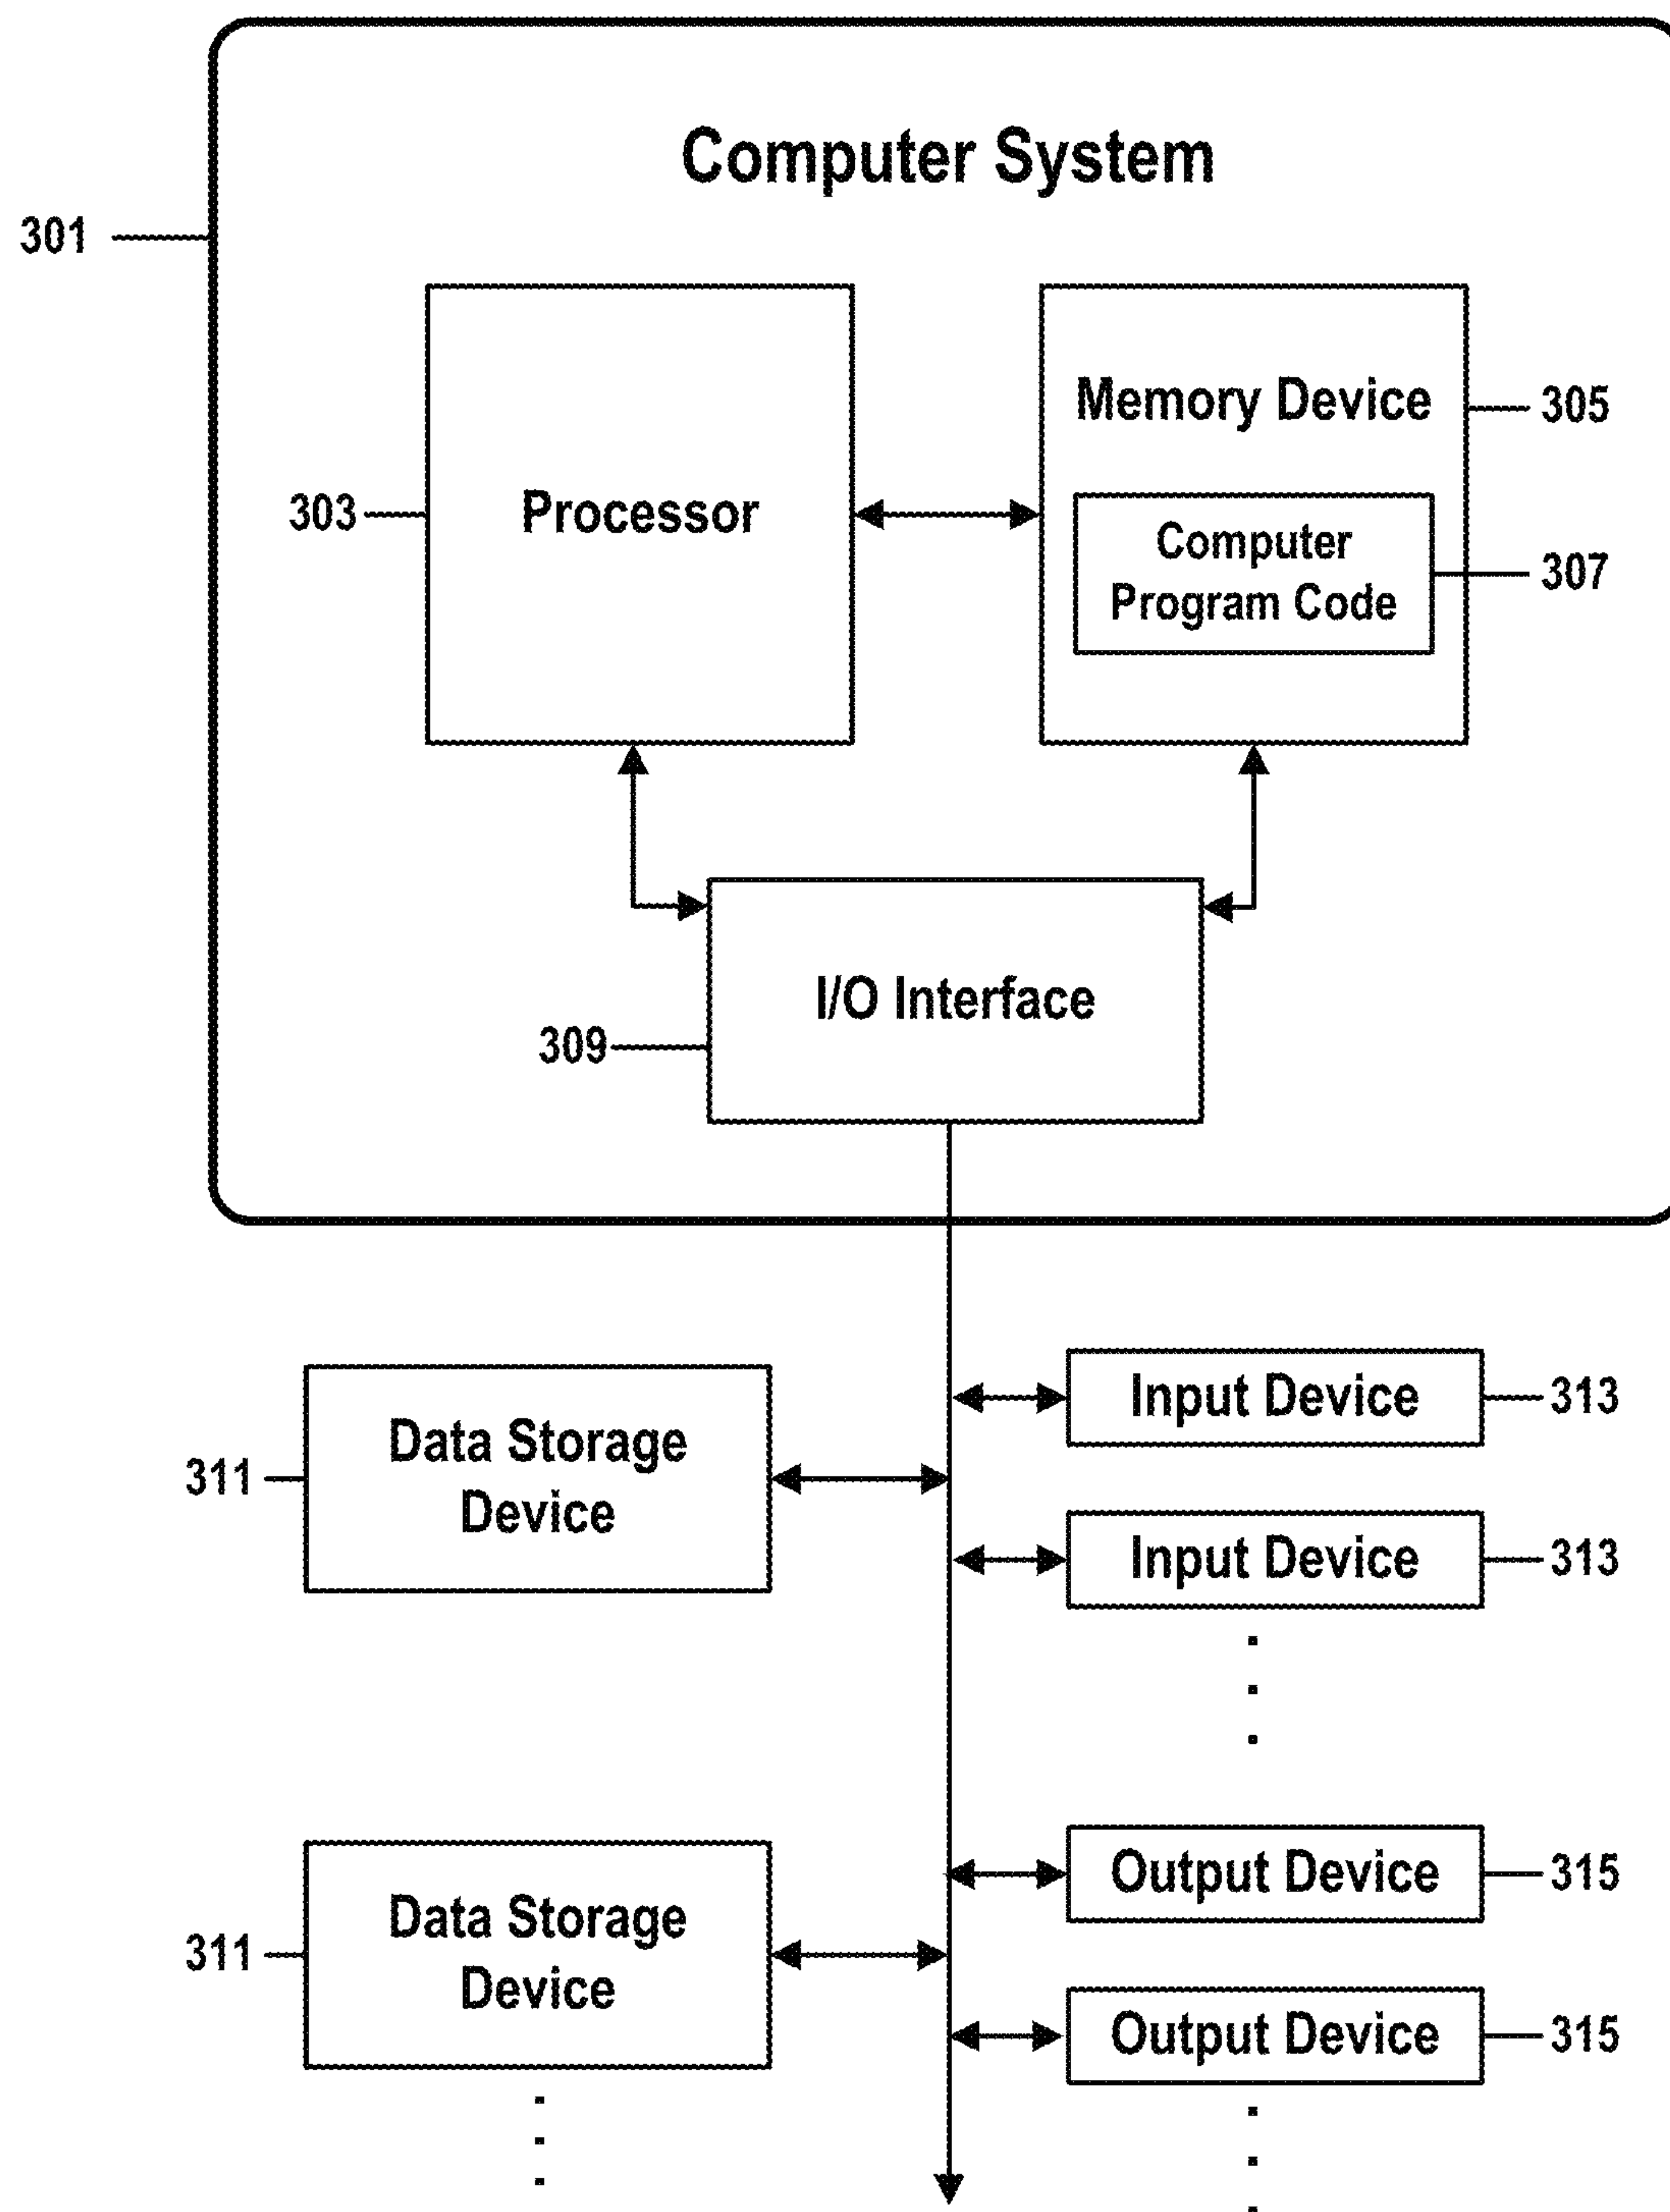 Computer System
301
Processor
303
Memory Device
305
Computer
Program Code
307
I/O Interface
309
Data Storage
Device
311
Input Device
313
Input Device
313
Data Storage
Device
311
Output Device
315
Output Device
315